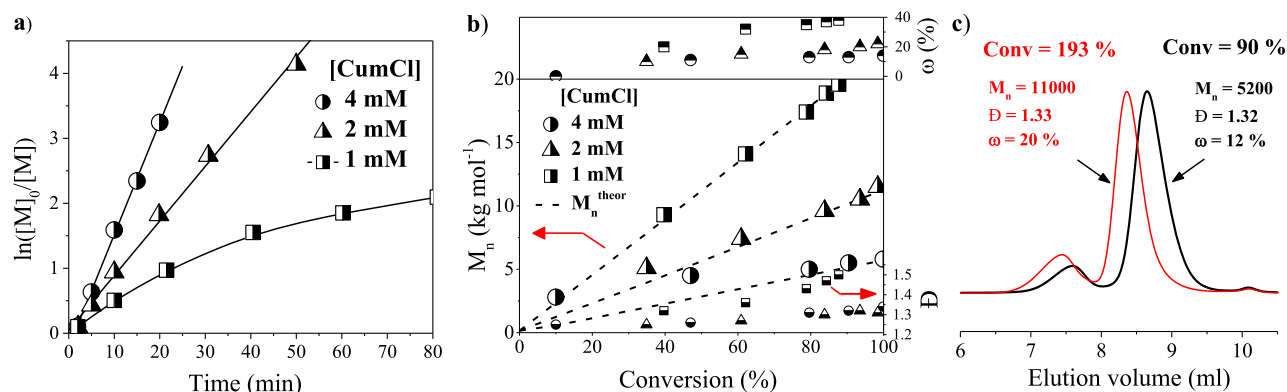 a)
[CumCl]
4 mM
2 mM
1 mM
ln([M]0/[M])
4
3
2
1
0
0 10 20 30 40 50 60 70 80
Time (min)
b)
40
20
0
ω (%)
20
15
10
5
0
[CumCl]
4 mM
2 mM
1 mM
Mn theor
Mn (kg mol-1)
1.5
1.4
1.3
1.2
Đ
0 20 40 60 80 100
Conversion (%)
c)
Conv = 193 %
Conv = 90 %
Mn = 11000
Đ = 1.33
ω = 20 %
Mn = 5200
Đ = 1.32
ω = 12 %
6 7 8 9 10
Elution volume (ml)